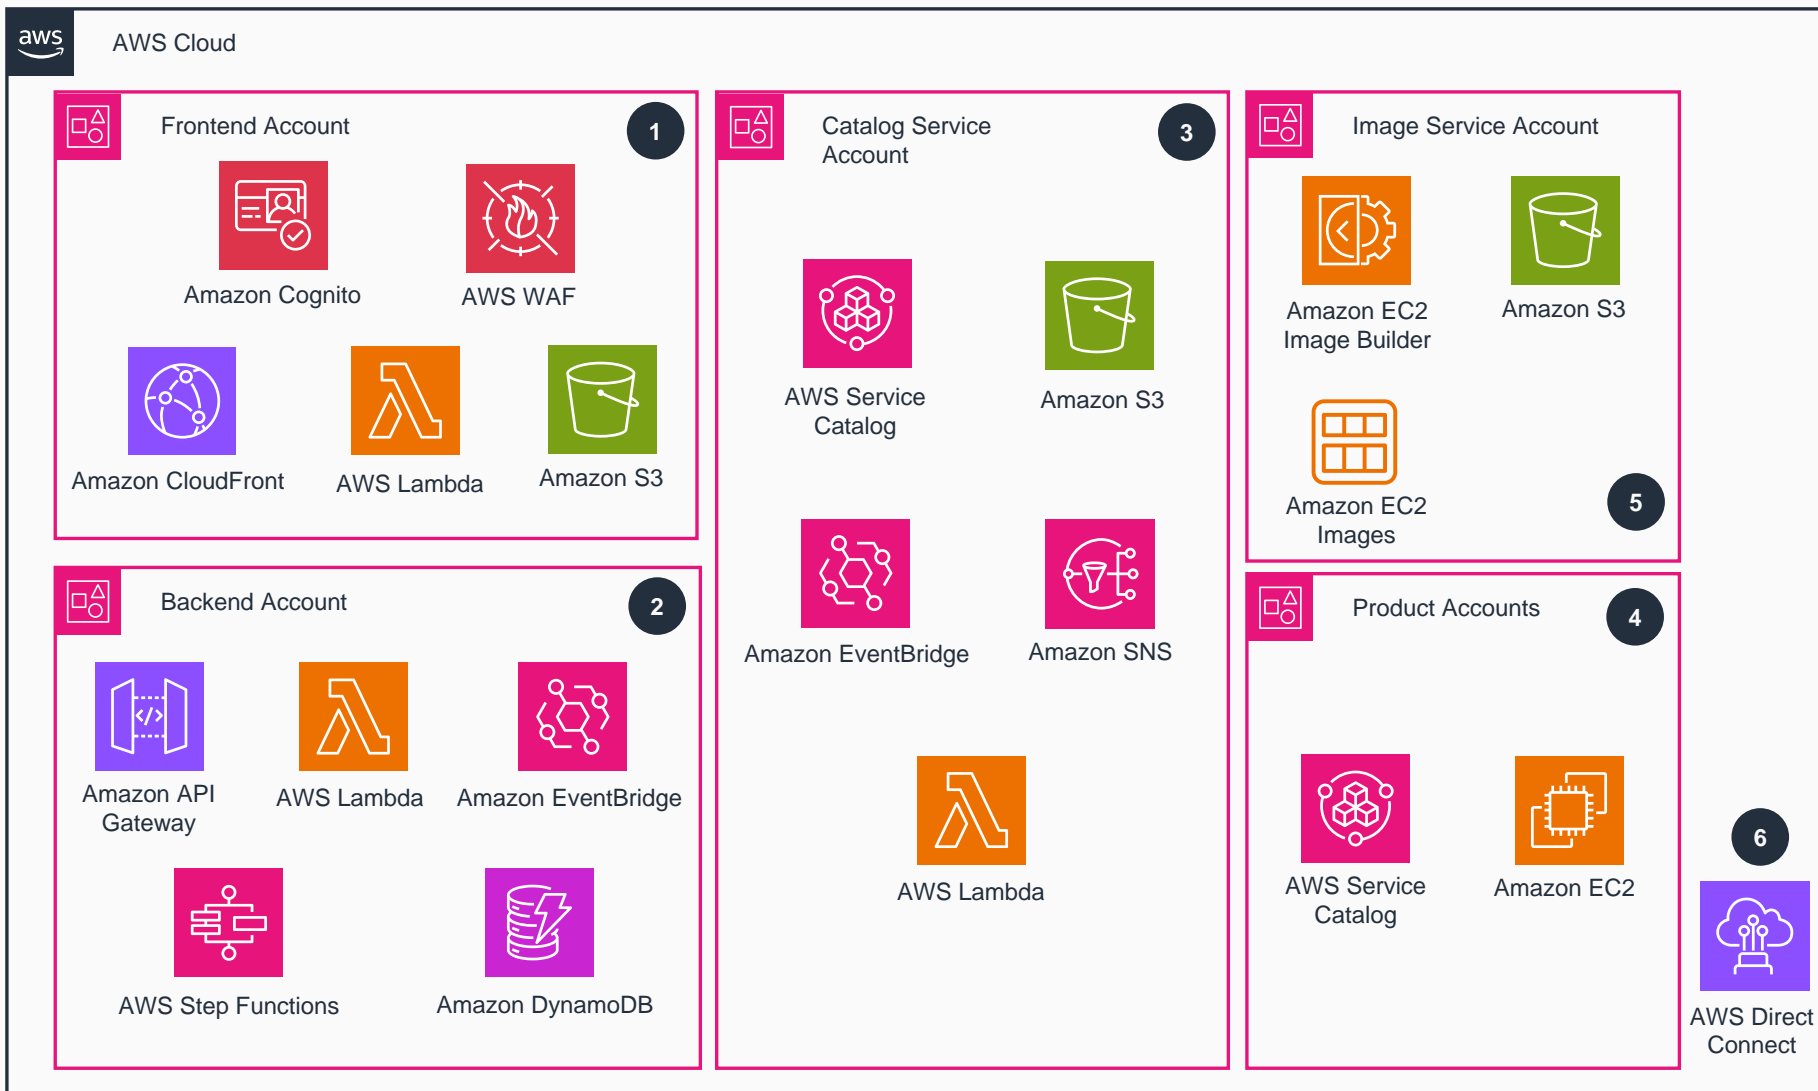 aws
AWS Cloud
Frontend Account
1
Amazon Cognito
AWS WAF
Amazon CloudFront
AWS Lambda
Amazon S3
Backend Account
2
Amazon API
Gateway
AWS Lambda
Amazon EventBridge
AWS Step Functions
Amazon DynamoDB
Catalog Service
Account
3
AWS Service
Catalog
Amazon S3
Amazon EventBridge
Amazon SNS
AWS Lambda
Image Service Account
Amazon EC2
Image Builder
Amazon S3
Amazon EC2
Images
5
Product Accounts
4
AWS Service
Catalog
Amazon EC2
6
AWS Direct
Connect